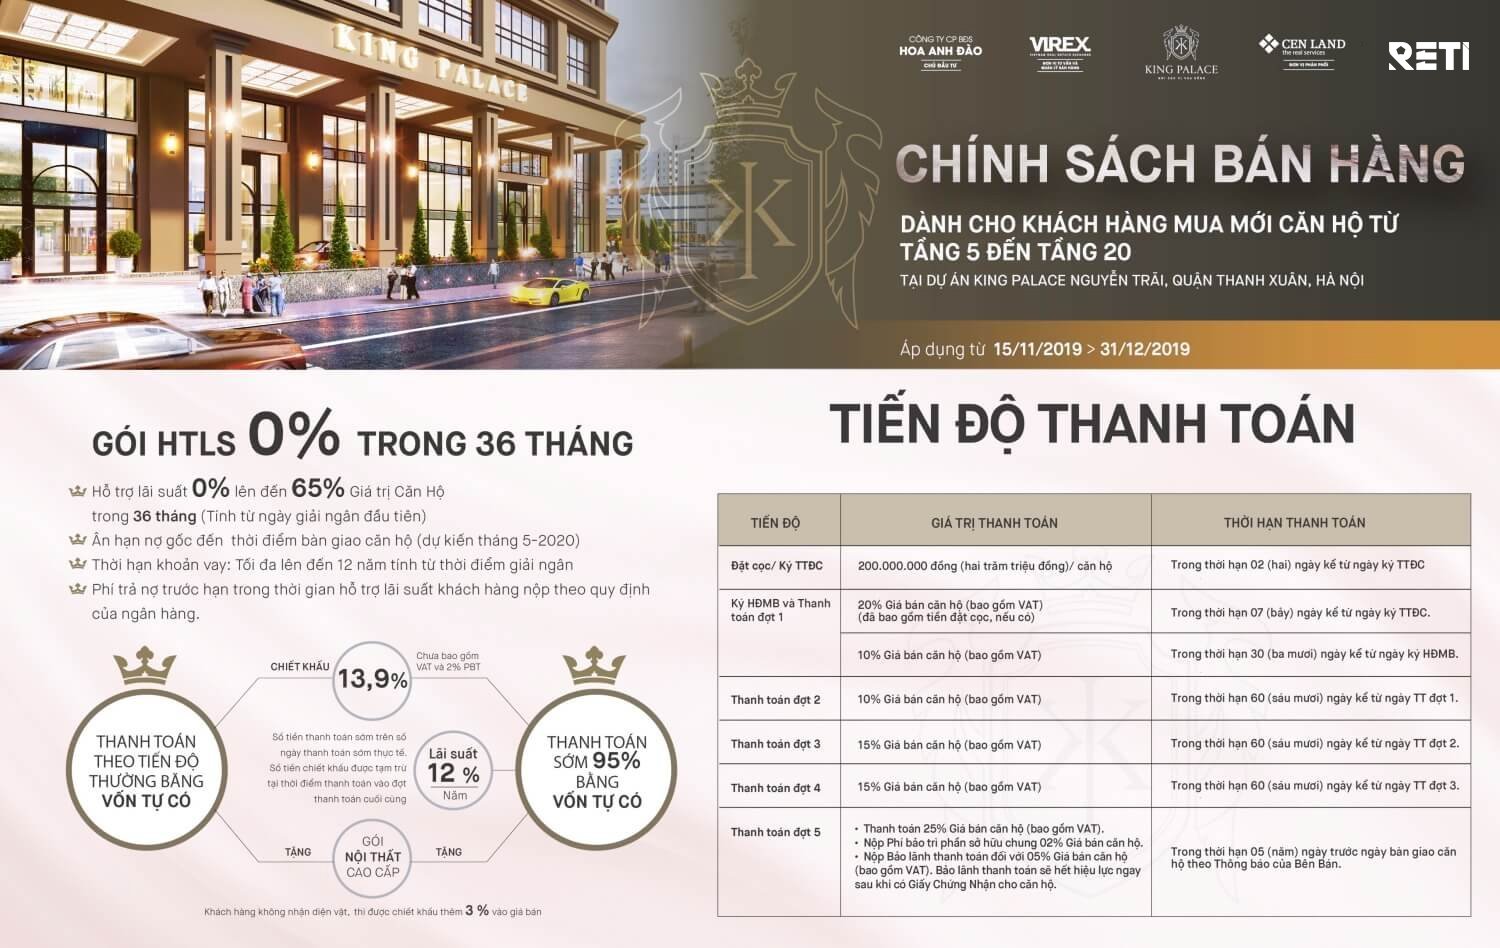 KING PALACE
CÔNG TY CP BĐS
HOA ANH ĐÀO
CHỦ ĐẦU TƯ
VIREX
ĐƠN VỊ TƯ VẤN VÀ
QUẢN LÝ BÁN HÀNG
KING PALACE
CEN LAND
the real services
ĐƠN VỊ PHÂN PHỐI
RETI
CHÍNH SÁCH BÁN HÀNG
DÀNH CHO KHÁCH HÀNG MUA MỚI CĂN HỘ TỪ
TẦNG 5 ĐẾN TẦNG 20
TẠI DỰ ÁN KING PALACE NGUYỄN TRÃI, QUẬN THANH XUÂN, HÀ NỘI
Áp dụng từ 15/11/2019 > 31/12/2019
GÓI HTLS 0% TRONG 36 THÁNG
Hỗ trợ lãi suất 0% lên đến 65% Giá trị Căn Hộ
trong 36 tháng (Tính từ ngày giải ngân đầu tiên)
Ân hạn nợ gốc đến thời điểm bàn giao căn hộ (dự kiến tháng 5-2020)
Thời hạn khoản vay: Tối đa lên đến 12 năm tính từ thời điểm giải ngân
Phí trả nợ trước hạn trong thời gian hỗ trợ lãi suất khách hàng nộp theo quy định
của ngân hàng.
THANH TOÁN
THEO TIẾN ĐỘ
THƯỜNG BẰNG
VỐN TỰ CÓ
CHIẾT KHẤU
13,9%
Chưa bao gồm
VAT và 2% PBT
Số tiền thanh toán sớm trên số
ngày thanh toán sớm thực tế.
Số tiền chiết khấu được tạm trừ
tại thời điểm thanh toán vào đợt
thanh toán cuối cùng
Lãi suất
12 %
Năm
TẶNG
GÓI
NỘI THẤT
CAO CẤP
TẶNG
THANH TOÁN
SỚM 95%
BẰNG
VỐN TỰ CÓ
Khách hàng không nhận diện vật, thì được chiết khấu thêm 3 % vào giá bán
TIẾN ĐỘ THANH TOÁN
TIẾN ĐỘ
GIÁ TRỊ THANH TOÁN
THỜI HẠN THANH TOÁN
Đặt cọc/ Ký TTĐC
200.000.000 đồng (hai trăm triệu đồng)/ căn hộ
Trong thời hạn 02 (hai) ngày kể từ ngày ký TTĐC
Ký HĐMB và Thanh
toán đợt 1
20% Giá bán căn hộ (bao gồm VAT)
(đã bao gồm tiền đặt cọc, nếu có)
Trong thời hạn 07 (bảy) ngày kể từ ngày ký TTĐC.
10% Giá bán căn hộ (bao gồm VAT)
Trong thời hạn 30 (ba mươi) ngày kể từ ngày ký HĐMB.
Thanh toán đợt 2
10% Giá bán căn hộ (bao gồm VAT)
Trong thời hạn 60 (sáu mươi) ngày kể từ ngày TT đợt 1.
Thanh toán đợt 3
15% Giá bán căn hộ (bao gồm VAT)
Trong thời hạn 60 (sáu mươi) ngày kể từ ngày TT đợt 2.
Thanh toán đợt 4
15% Giá bán căn hộ (bao gồm VAT)
Trong thời hạn 60 (sáu mươi) ngày kể từ ngày TT đợt 3.
Thanh toán đợt 5
• Thanh toán 25% Giá bán căn hộ (bao gồm VAT).
• Nộp Phí bảo trì phần sở hữu chung 02% Giá bán căn hộ.
• Nộp Bảo lãnh thanh toán đối với 05% Giá bán căn hộ
(bao gồm VAT). Bảo lãnh thanh toán sẽ hết hiệu lực ngay
sau khi có Giấy Chứng Nhận cho căn hộ.
Trong thời hạn 05 (năm) ngày trước ngày bàn giao căn
hộ theo Thông báo của Bên Bán.